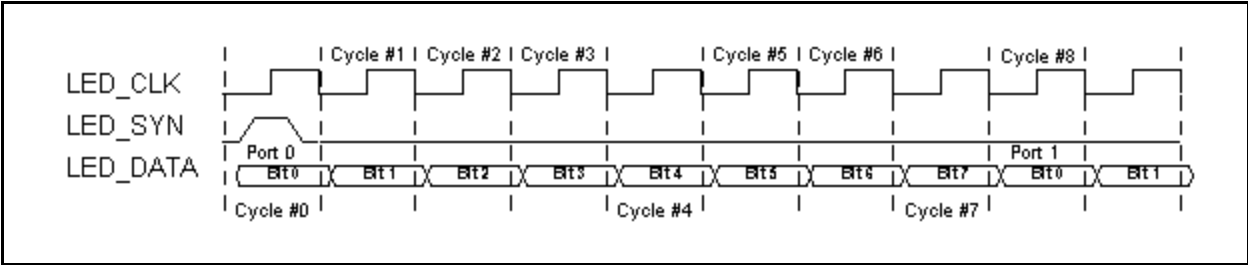 Cycle #1 Cycle #2 Cycle #3 Cycle #5 Cycle #6 Cycle #8
LED_CLK
LED_SYN
Port 0 Port 1
LED_DATA Bit 0 Bit 1 Bit 2 Bit 3 Bit 4 Bit 5 Bit 6 Bit 7 Bit 0 Bit 1
Cycle #0 Cycle #4 Cycle #7